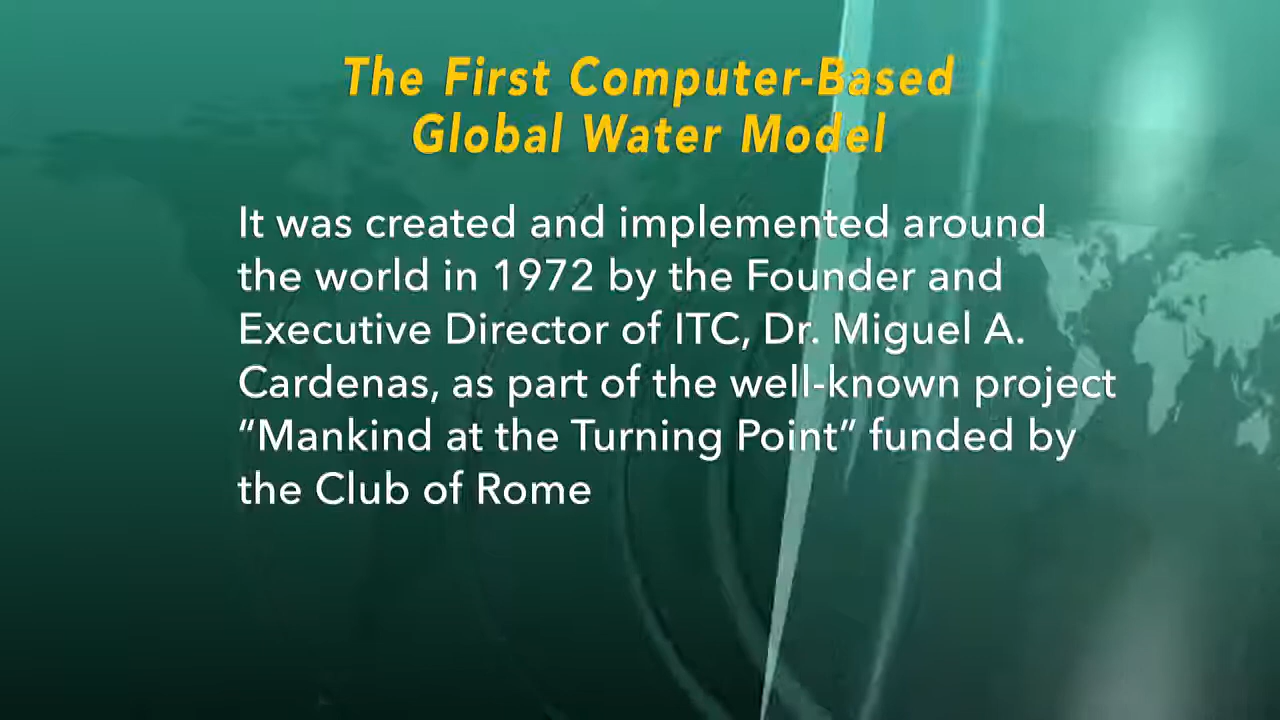 The First Computer-Based
Global Water Model
It was created and implemented around
the world in 1972 by the Founder and
Executive Director of ITC, Dr. Miguel A.
Cardenas, as part of the well-known project
“Mankind at the Turning Point” funded by
the Club of Rome